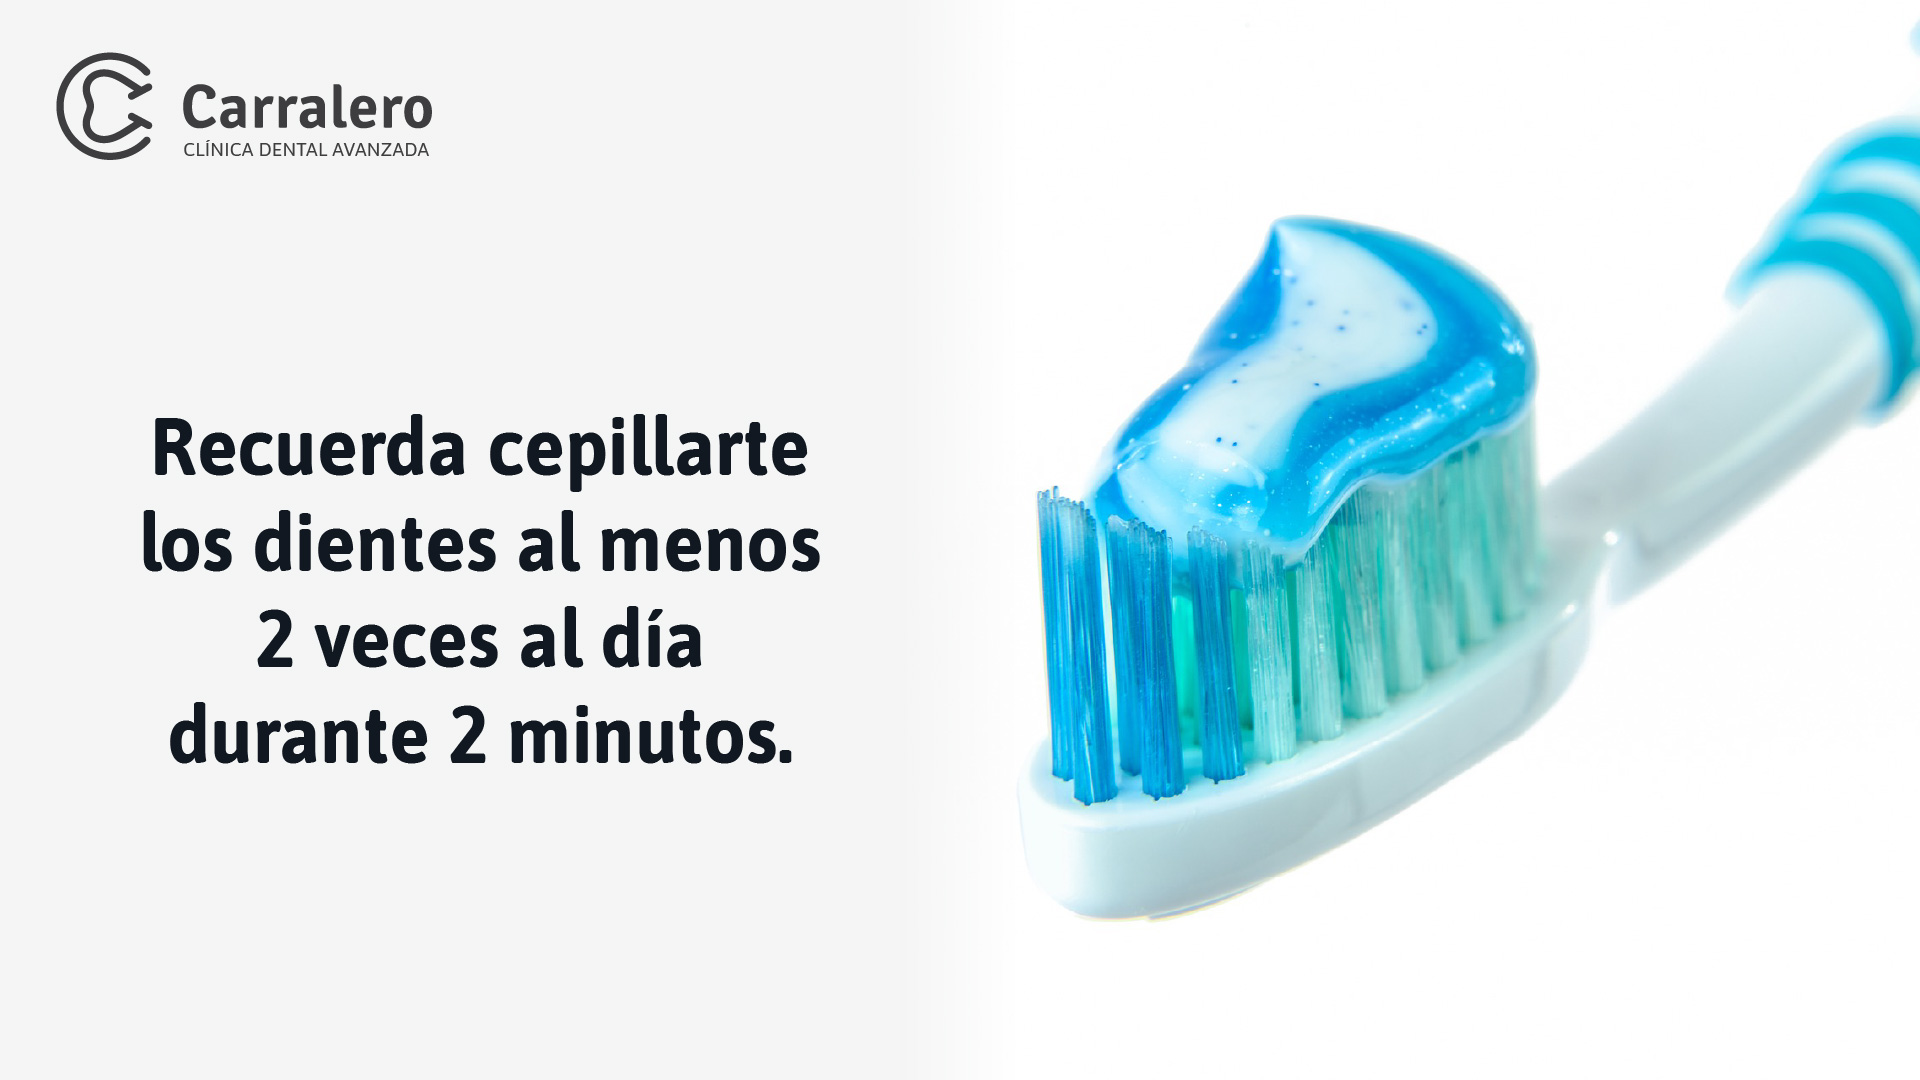 Carralero
CLÍNICA DENTAL AVANZADA
Recuerda cepillarte
los dientes al menos
2 veces al día
durante 2 minutos.